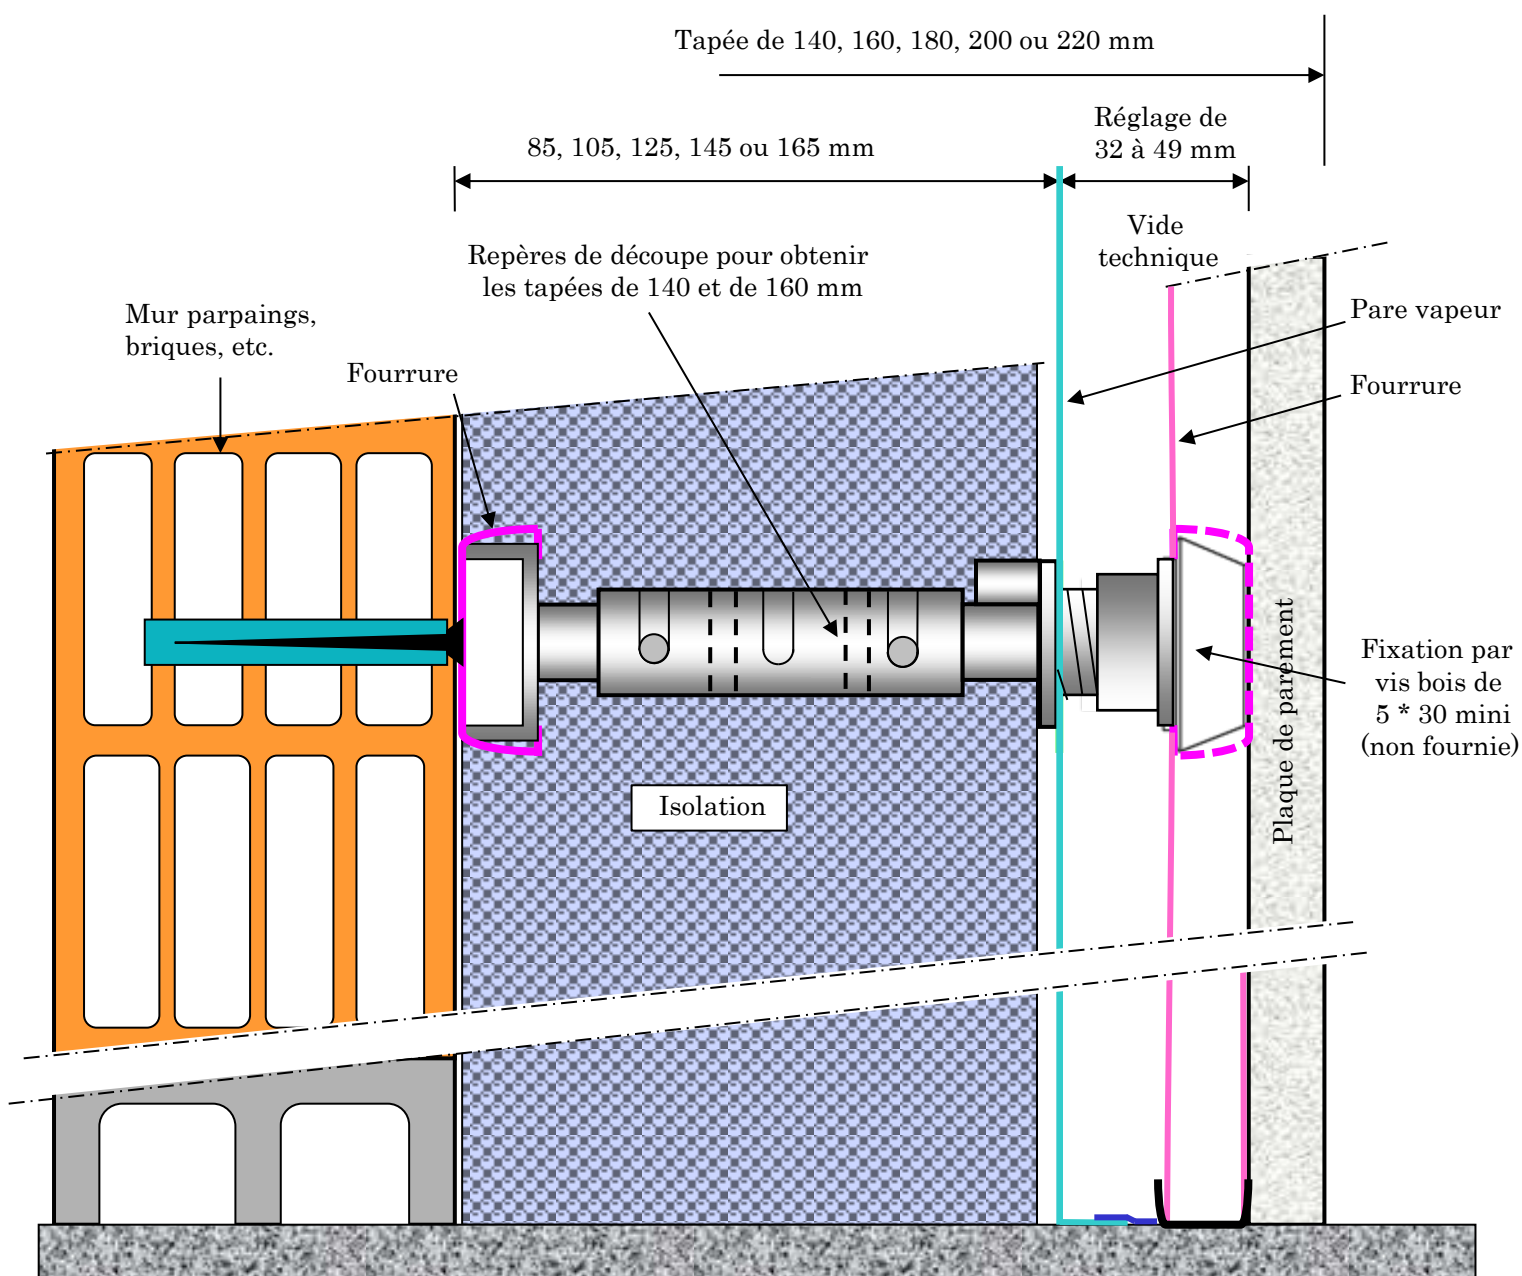 Tapée de 140, 160, 180, 200 ou 220 mm
Réglage de
32 à 49 mm
85, 105, 125, 145 ou 165 mm
Vide
technique
Repères de découpe pour obtenir
les tapées de 140 et de 160 mm
Mur parpaings,
briques, etc.
Pare vapeur
Fourrure
Fourrure
Plaque de parement
Fixation par
vis bois de
5 * 30 mini
(non fournie)
Isolation